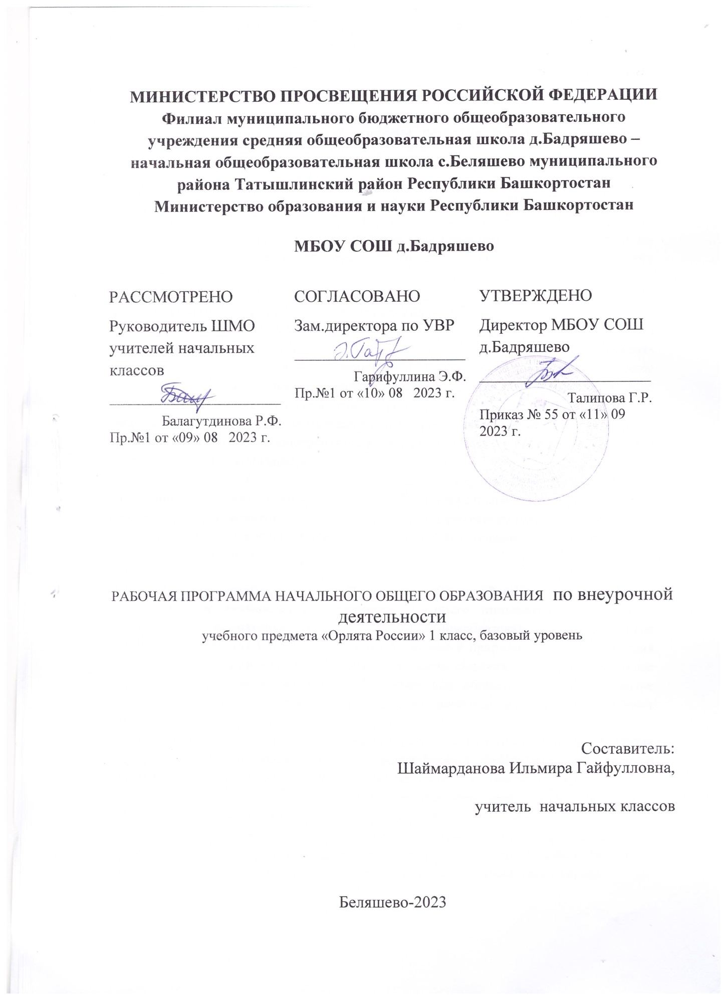 МИНИСТЕРСТВО ПРОСВЕЩЕНИЯ РОССИЙСКОЙ ФЕДЕРАЦИИ
Филиал муниципального бюджетного общеобразовательного
учреждения средняя общеобразовательная школа д.Бадряшево –
начальная общеобразовательная школа с.Беляшево муниципального
района Татышлинский район Республики Башкортостан
Министерство образования и науки Республики Башкортостан
МБОУ СОШ д.Бадряшево
РАССМОТРЕНО
Руководитель ШМО
учителей начальных
классов
Балагутдинова Р.Ф.
Пр.№1 от «09» 08 2023 г.
СОГЛАСОВАНО
Зам.директора по УВР
Гарифуллина Э.Ф.
Пр.№1 от «10» 08 2023 г.
УТВЕРЖДЕНО
Директор МБОУ СОШ
д.Бадряшево
Талипова Г.Р.
Приказ № 55 от «11» 09
2023 г.
РАБОЧАЯ ПРОГРАММА НАЧАЛЬНОГО ОБЩЕГО ОБРАЗОВАНИЯ по внеурочной
деятельности
учебного предмета «Орлята России» 1 класс, базовый уровень
Составитель:
Шаймарданова Ильмира Гайфулловна,
учитель начальных классов
Беляшево-2023